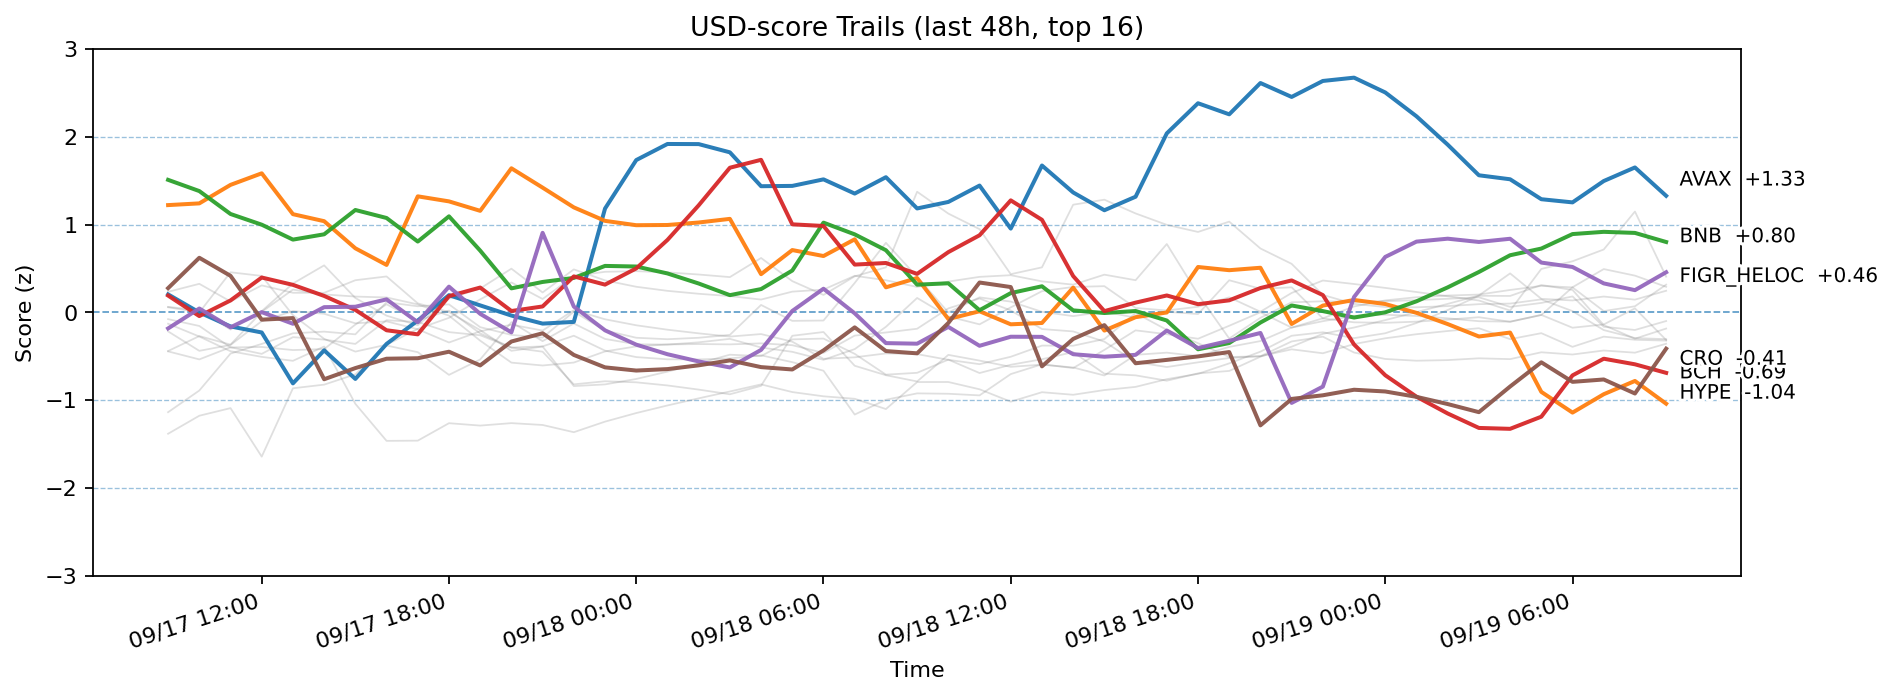 USD-score Trails (last 48h, top 16)
Score (z)
3
2
1
0
−1
−2
−3
AVAX +1.33
BNB +0.80
FIGR_HELOC +0.46
CRO -0.41
BCH -0.69
HYPE -1.04
09/17 12:00
09/17 18:00
09/18 00:00
09/18 06:00
09/18 12:00
09/18 18:00
09/19 00:00
09/19 06:00
Time